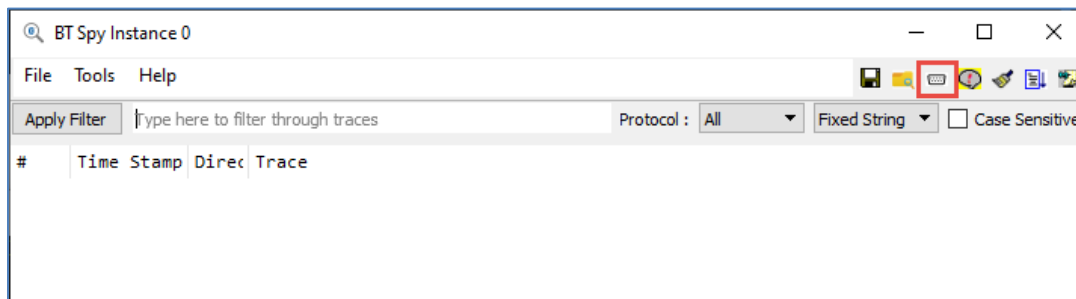 BT Spy Instance 0
File Tools Help
Apply Filter Type here to filter through traces Protocol : All Fixed String Case Sensitive
# Time Stamp Direc Trace